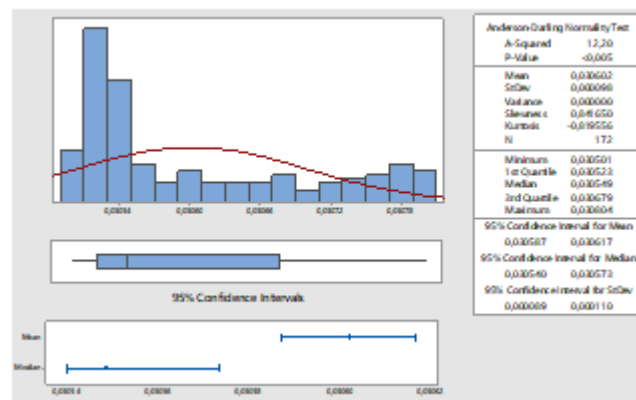 Anderson-Darling Normality Test
A-Squared 12,20
P-Value <0,005
Mean 0,030602
StDev 0,000098
Variance 0,000000
Skewness 0,841650
Kurtosis -0,819556
N 172
Minimum 0,030501
1st Quartile 0,030523
Median 0,030549
3rd Quartile 0,030679
Maximum 0,030804
95% Confidence Interval for Mean
0,030587 0,030617
95% Confidence Interval for Median
0,030540 0,030573
95% Confidence Interval for StDev
0,000089 0,000110
95% Confidence Intervals
Mean
Median